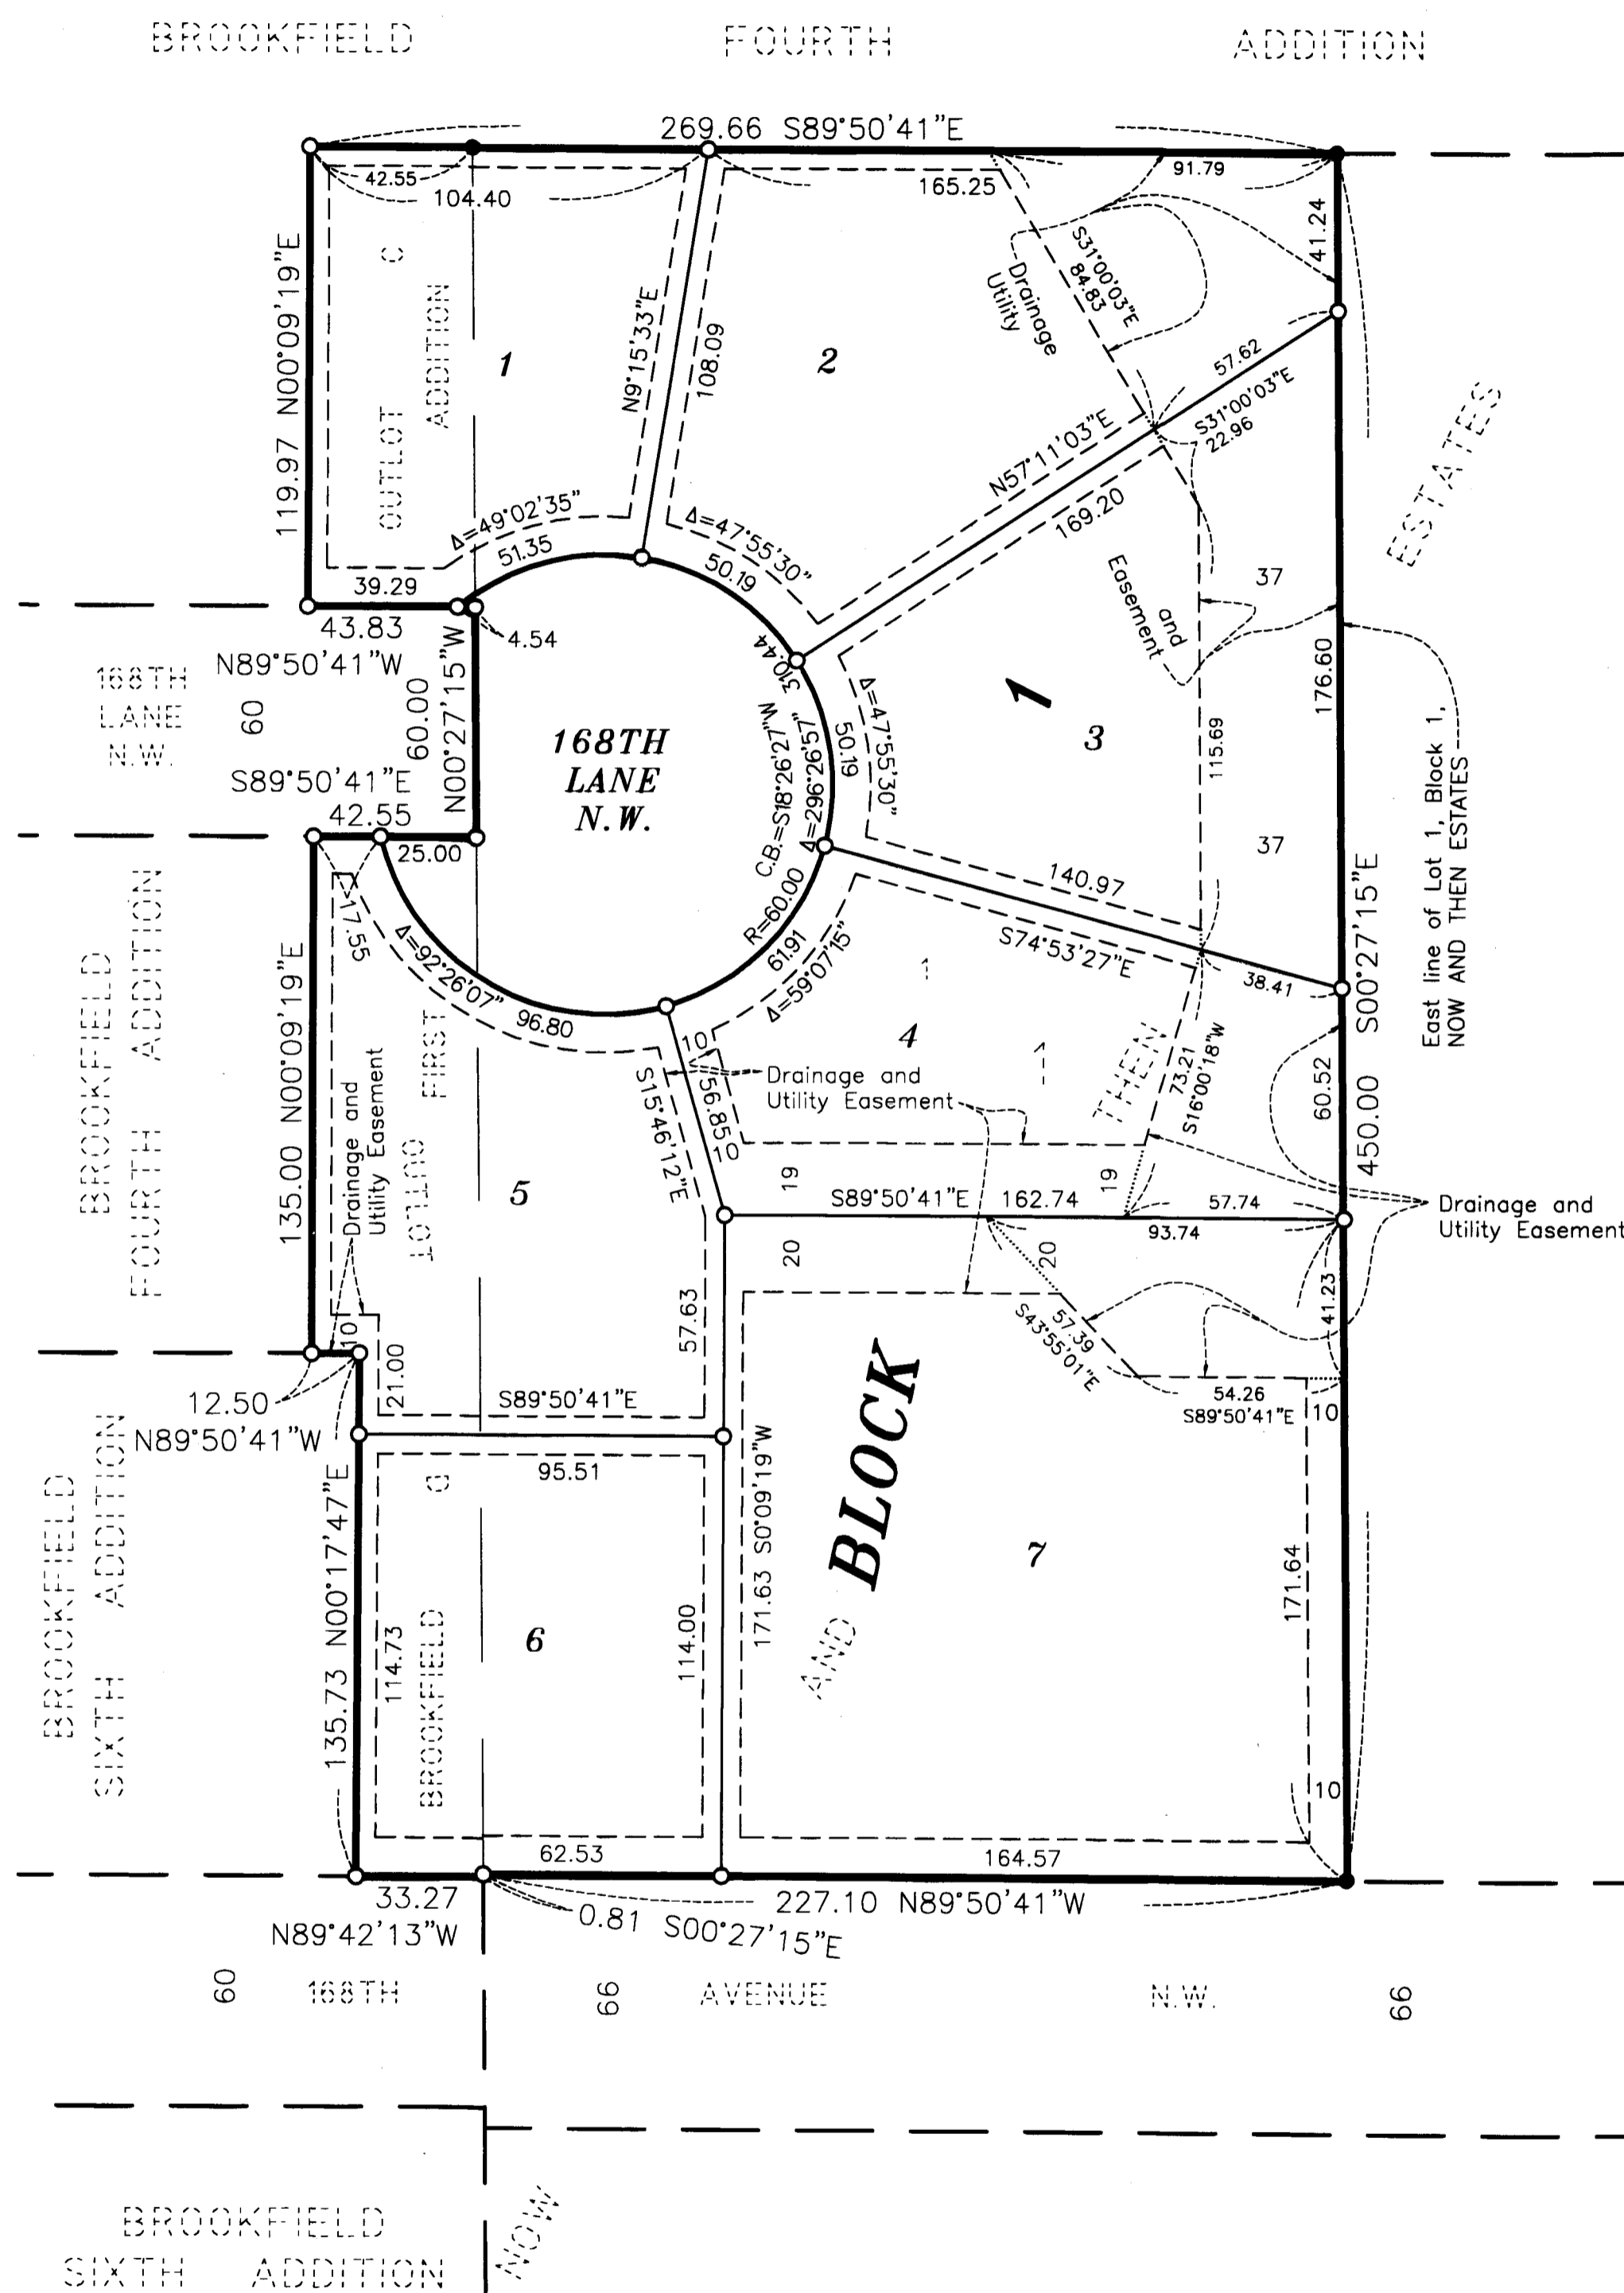 BROOKFIELD FOURTH ADDITION
269.66 S89°50'41"E
42.55
104.40
165.25
91.79
41.24
119.97 N00°09'19"E
OUTLOT C
ADDITION
1
N9°15'33"E
108.09
2
Drainage
Utility
S31°00'03"E
84.83
57.62
S31°00'03"E
22.96
N57°11'03"E
169.20
ESTATES
Δ=49°02'35"
51.35
Δ=47°55'30"
50.19
39.29
43.83
N89°50'41"W
4.54
168TH
LANE
N.W.
60
60.00
N00°27'15"W
S89°50'41"E
42.55
25.00
168TH
LANE
N.W.
310.44
Δ=296°26'57"
C.B.=S18°26'27"W
R=60.00
50.19
Δ=47°55'30"
Easement
and
37
1
3
115.69
37
176.60
East line of Lot 1, Block 1,
NOW AND THEN ESTATES
140.97
S74°53'27"E
38.41
S00°27'15"E
450.00
17.55
Δ=92°26'07"
96.80
61.91
Δ=59°07'15"
135.00 N00°09'19"E
BROOKFIELD
FOURTH ADDITION
Drainage and
Utility Easement
FIRST
OUTLOT
10
S15°46'12"E
56.85
10
1
4
1
Drainage and
Utility Easement
THEN
73.21
S16°00'18"W
60.52
19
19
S89°50'41"E 162.74
57.74
93.74
Drainage and
Utility Easement
5
20
20
57.39
S43°55'01"E
41.23
54.26
S89°50'41"E
10
57.63
10
21.00
12.50
N89°50'41"W
S89°50'41"E
95.51
BROOKFIELD
SIXTH ADDITION
135.73 N00°17'47"E
114.73
BROOKFIELD
6
114.00
171.63 S0°09'19"W
BLOCK
AND
7
171.64
10
62.53
164.57
33.27
N89°42'13"W
0.81 S00°27'15"E
227.10 N89°50'41"W
60 168TH 66 AVENUE N.W. 66
BROOKFIELD
SIXTH ADDITION
NOW